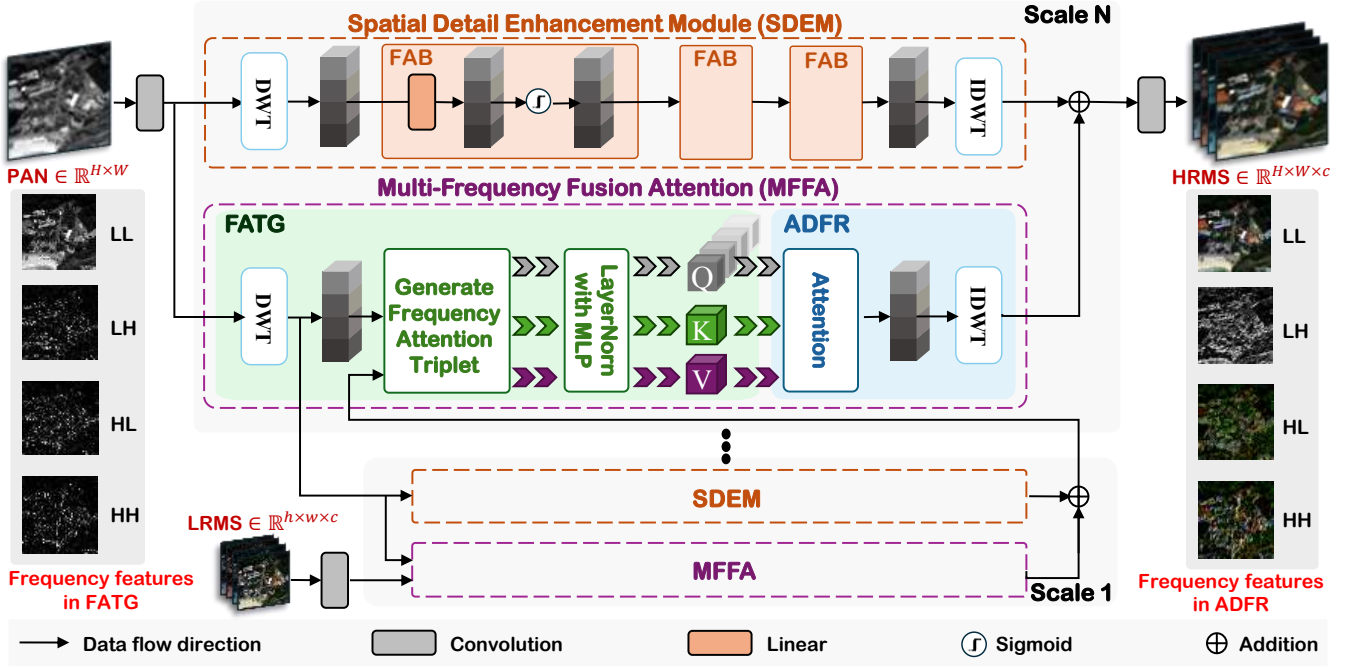 Spatial Detail Enhancement Module (SDEM)
Scale N
FAB
FAB
FAB
DWT
IDWT
PAN ∈ ℝ^{H×W}
HRMS ∈ ℝ^{H×W×c}
Multi-Frequency Fusion Attention (MFFA)
FATG
ADFR
DWT
Generate
Frequency
Attention
Triplet
LayerNorn
with MLP
Q
K
V
Attention
IDWT
LL
LH
HL
HH
Frequency features
in FATG
LL
LH
HL
HH
Frequency features
in ADFR
SDEM
LRMS ∈ ℝ^{h×w×c}
MFFA
Scale 1
Data flow direction
Convolution
Linear
Sigmoid
Addition